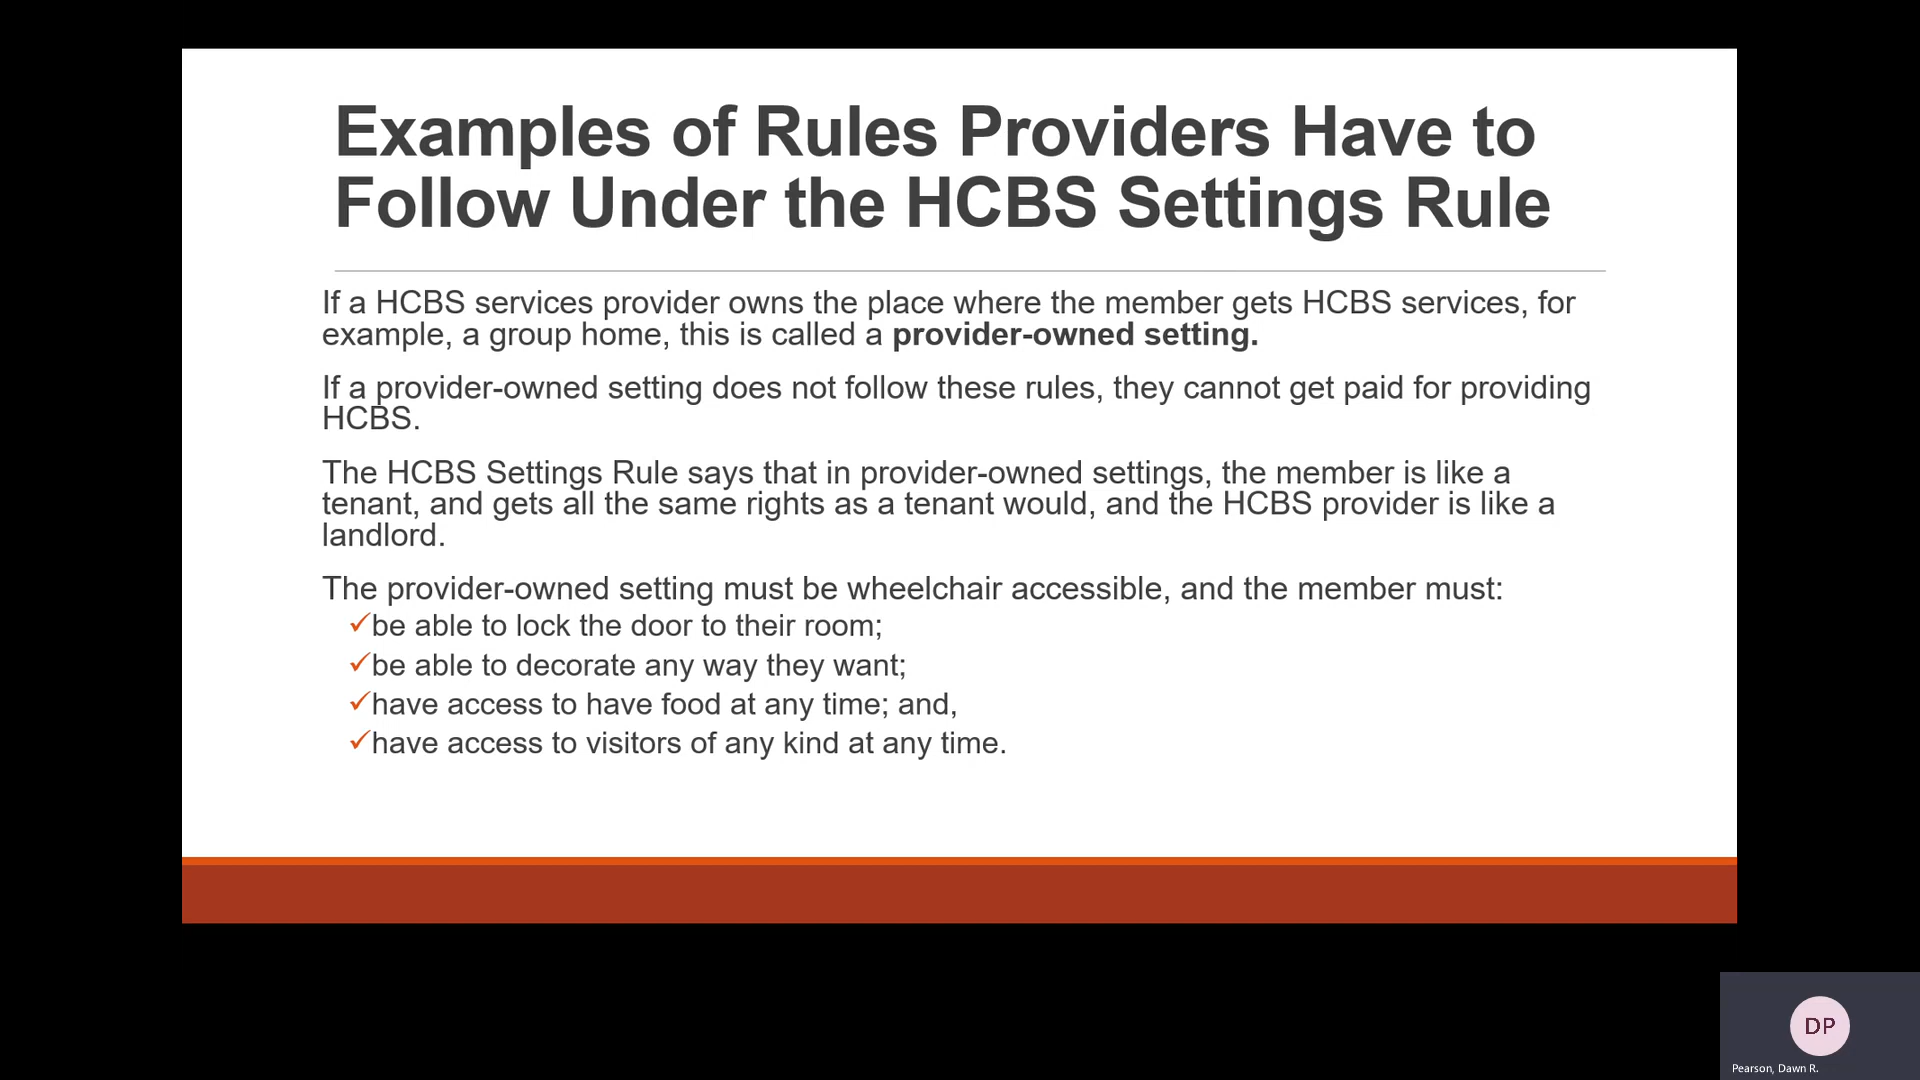 Examples of Rules Providers Have to
Follow Under the HCBS Settings Rule
If a HCBS services provider owns the place where the member gets HCBS services, for
example, a group home, this is called a provider-owned setting.
If a provider-owned setting does not follow these rules, they cannot get paid for providing
HCBS.
The HCBS Settings Rule says that in provider-owned settings, the member is like a
tenant, and gets all the same rights as a tenant would, and the HCBS provider is like a
landlord.
The provider-owned setting must be wheelchair accessible, and the member must:
✓be able to lock the door to their room;
✓be able to decorate any way they want;
✓have access to have food at any time; and,
✓have access to visitors of any kind at any time.
DP
Pearson, Dawn R.